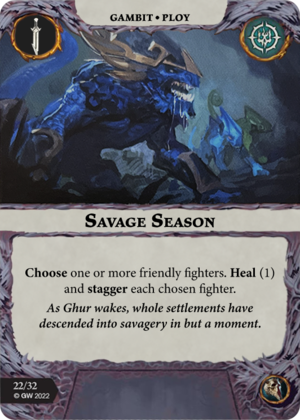 GAMBIT • PLOY
SAVAGE SEASON
Choose one or more friendly fighters. Heal (1)
and stagger each chosen fighter.
As Ghur wakes, whole settlements have
descended into savagery in but a moment.
22/32
© GW 2022